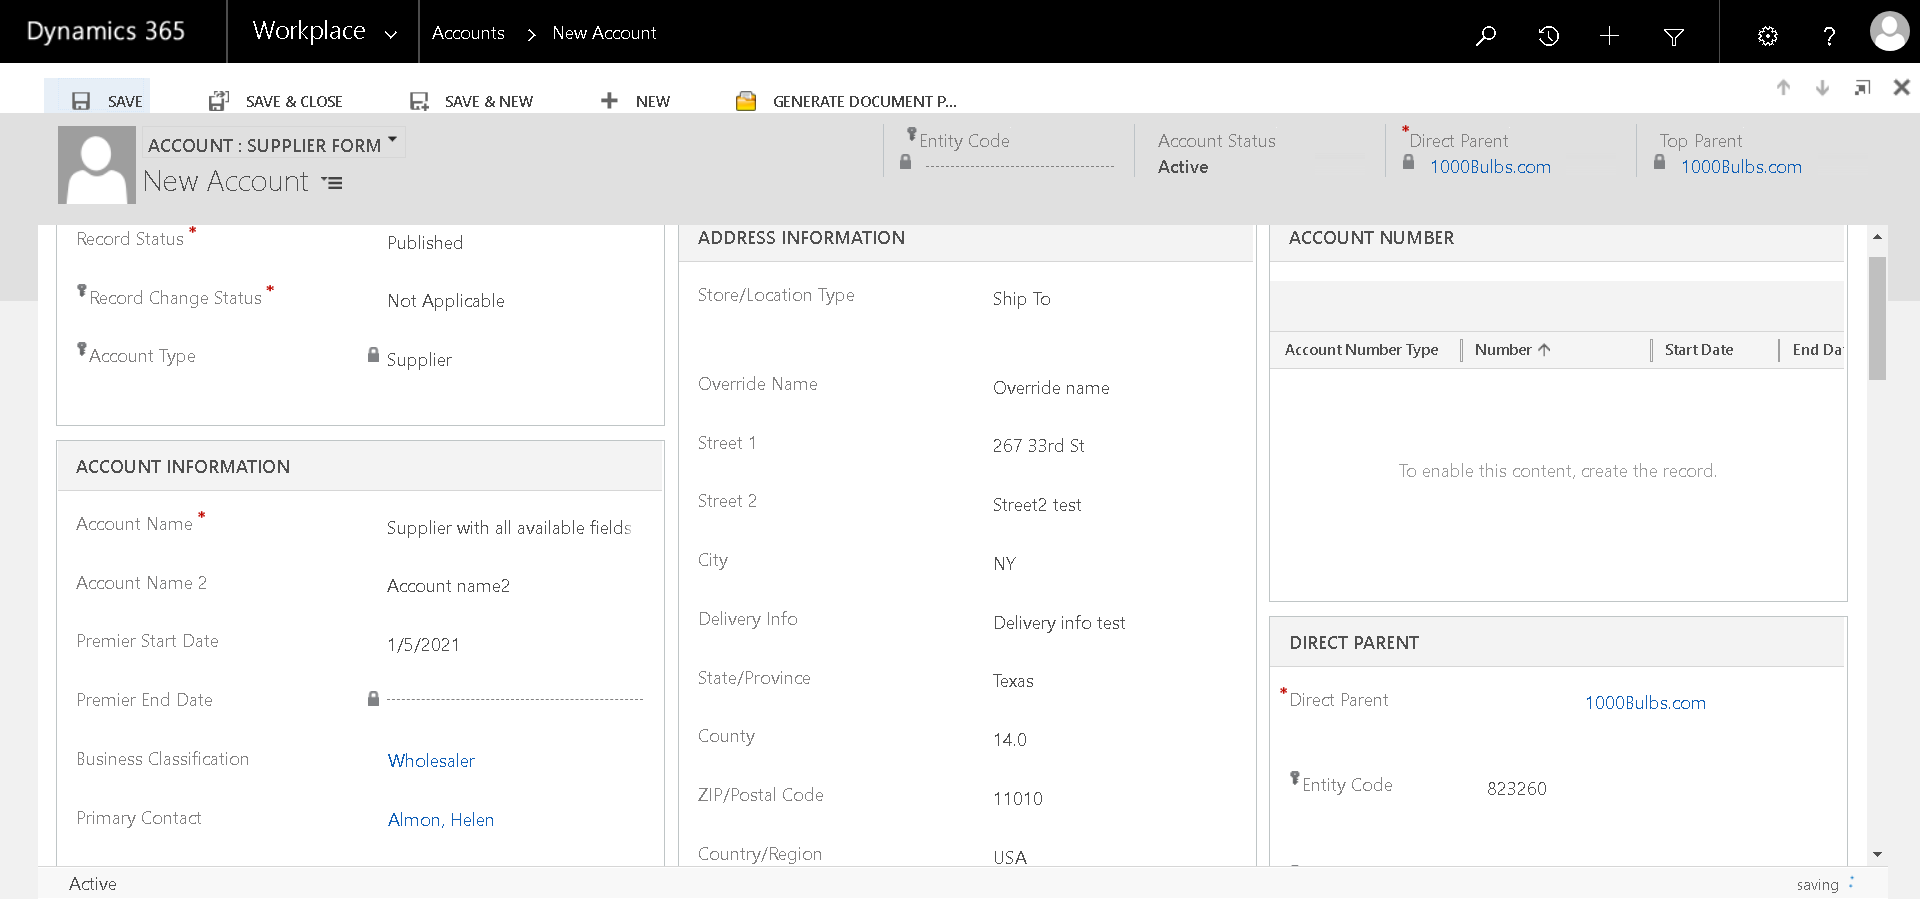 Dynamics 365
Workplace
Accounts > New Account
SAVE
SAVE & CLOSE
SAVE & NEW
NEW
GENERATE DOCUMENT P...
ACCOUNT : SUPPLIER FORM
New Account
Entity Code
Account Status
Active
* Direct Parent
1000Bulbs.com
Top Parent
1000Bulbs.com
Record Status *
Published
Record Change Status *
Not Applicable
Account Type
Supplier
ACCOUNT INFORMATION
Account Name *
Supplier with all available fields
Account Name 2
Account name2
Premier Start Date
1/5/2021
Premier End Date
Business Classification
Wholesaler
Primary Contact
Almon, Helen
ADDRESS INFORMATION
Store/Location Type
Ship To
Override Name
Override name
Street 1
267 33rd St
Street 2
Street2 test
City
NY
Delivery Info
Delivery info test
State/Province
Texas
County
14.0
ZIP/Postal Code
11010
Country/Region
USA
ACCOUNT NUMBER
Account Number Type
Number
Start Date
End Da
To enable this content, create the record.
DIRECT PARENT
* Direct Parent
1000Bulbs.com
Entity Code
823260
Active
saving